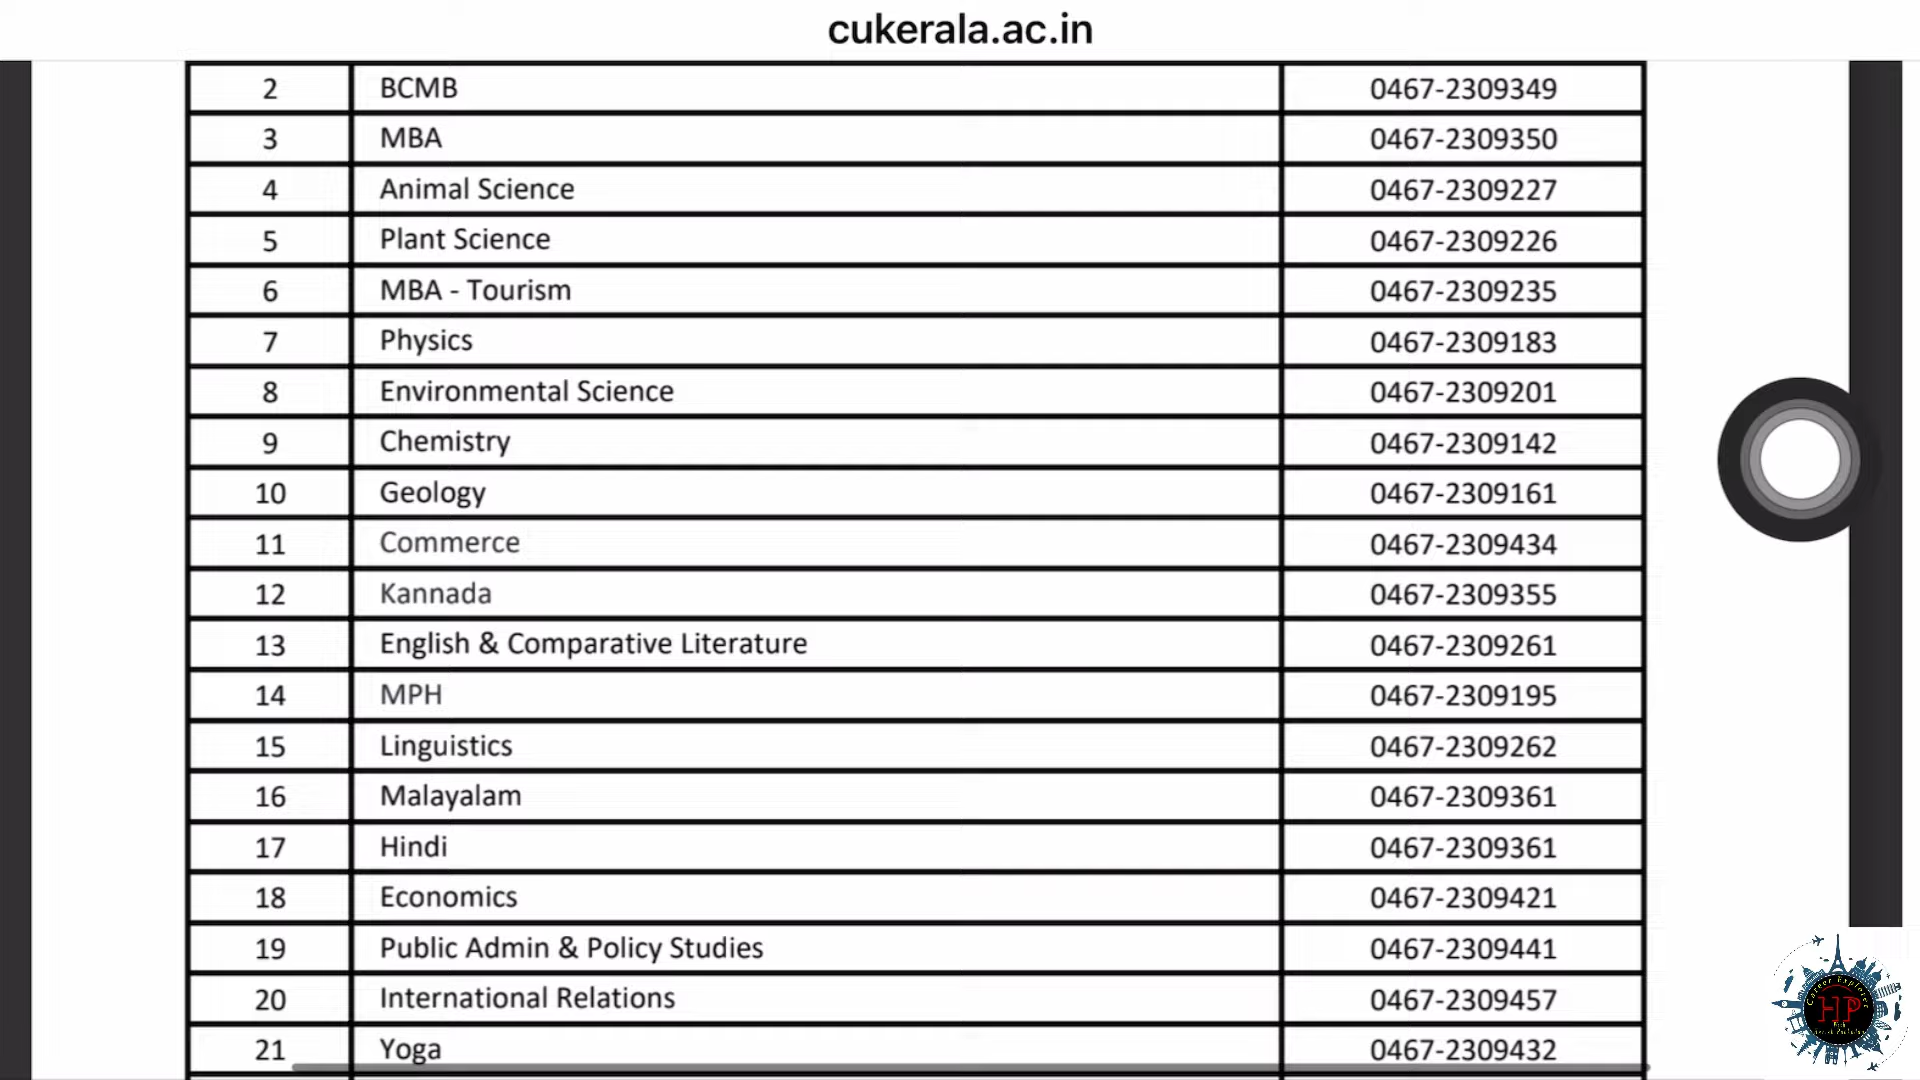 cukerala.ac.in
2 BCMB 0467-2309349
3 MBA 0467-2309350
4 Animal Science 0467-2309227
5 Plant Science 0467-2309226
6 MBA - Tourism 0467-2309235
7 Physics 0467-2309183
8 Environmental Science 0467-2309201
9 Chemistry 0467-2309142
10 Geology 0467-2309161
11 Commerce 0467-2309434
12 Kannada 0467-2309355
13 English & Comparative Literature 0467-2309261
14 MPH 0467-2309195
15 Linguistics 0467-2309262
16 Malayalam 0467-2309361
17 Hindi 0467-2309361
18 Economics 0467-2309421
19 Public Admin & Policy Studies 0467-2309441
20 International Relations 0467-2309457
21 Yoga 0467-2309432
Career Explorer
HP